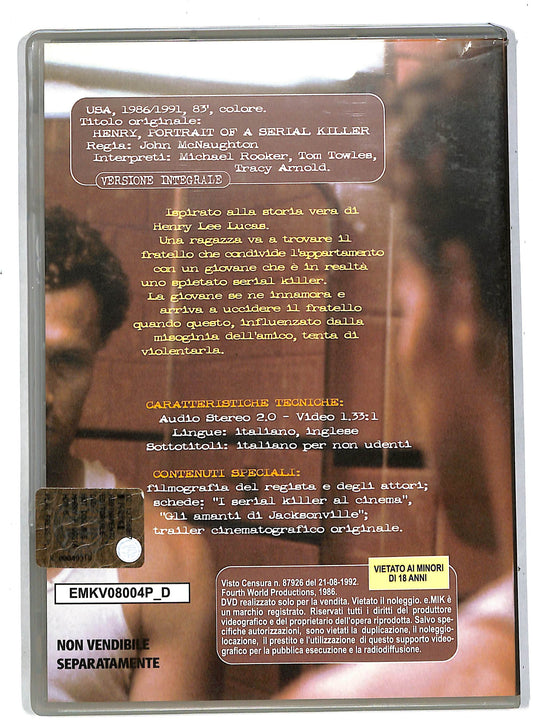 USA, 1986/1991, 83', colore.
Titolo originale:
HENRY, PORTRAIT OF A SERIAL KILLER
Regia: John McNaughton
Interpreti: Michael Rooker, Tom Towles,
Tracy Arnold.
VERSIONE INTEGRALE
Ispirato alla storia vera di
Henry Lee Lucas.
Una ragazza va a trovare il
fratello che condivide l'appartamento
con un giovane che è in realtà
uno spietato serial killer.
La giovane se ne innamora e
arriva a uccidere il fratello
quando questo, influenzato dalla
misoginia dell'amico, tenta di
violentarla.
CARATTERISTICHE TECNICHE:
Audio Stereo 2.0 - Video 1,33:1
Lingue: italiano, inglese
Sottotitoli: italiano per non udenti
CONTENUTI SPECIALI:
filmografia del regista e degli attori;
schede: "I serial killer al cinema",
"Gli amanti di Jacksonville";
trailer cinematografico originale.
EMKV08004P_D
NON VENDIBILE
SEPARATAMENTE
VIETATO AI MINORI
DI 18 ANNI
Visto Censura n. 87926 del 21-08-1992.
Fourth World Productions, 1986.
DVD realizzato solo per la vendita. Vietato il noleggio. e.MIK è
un marchio registrato. Riservati tutti i diritti del produttore
videografico e del proprietario dell'opera riprodotta. Salvo spe-
cifiche autorizzazioni, sono vietati la duplicazione, il noleggio-
locazione, il prestito e l'utilizzazione di questo supporto video-
grafico per la pubblica esecuzione e la radiodiffusione.